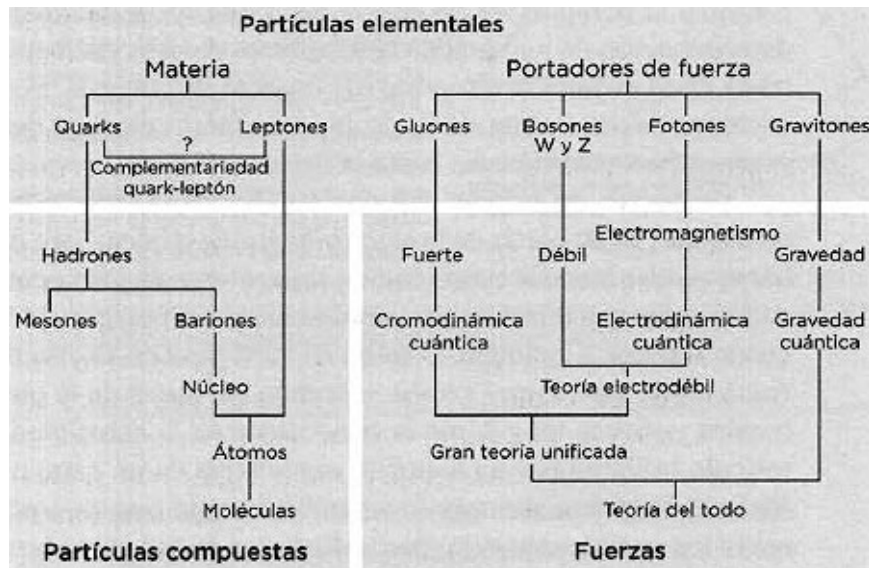 Partículas elementales
Materia
Portadores de fuerza
Quarks
Leptones
Gluones
Bosones
W y Z
Fotones
Gravitones
?
Complementariedad
quark-leptón
Hadrones
Mesones
Bariones
Núcleo
Átomos
Moléculas
Partículas compuestas
Electromagnetismo
Fuerte
Débil
Gravedad
Cromodinámica
cuántica
Electrodinámica
cuántica
Gravedad
cuántica
Teoría electrodébil
Gran teoría unificada
Teoría del todo
Fuerzas